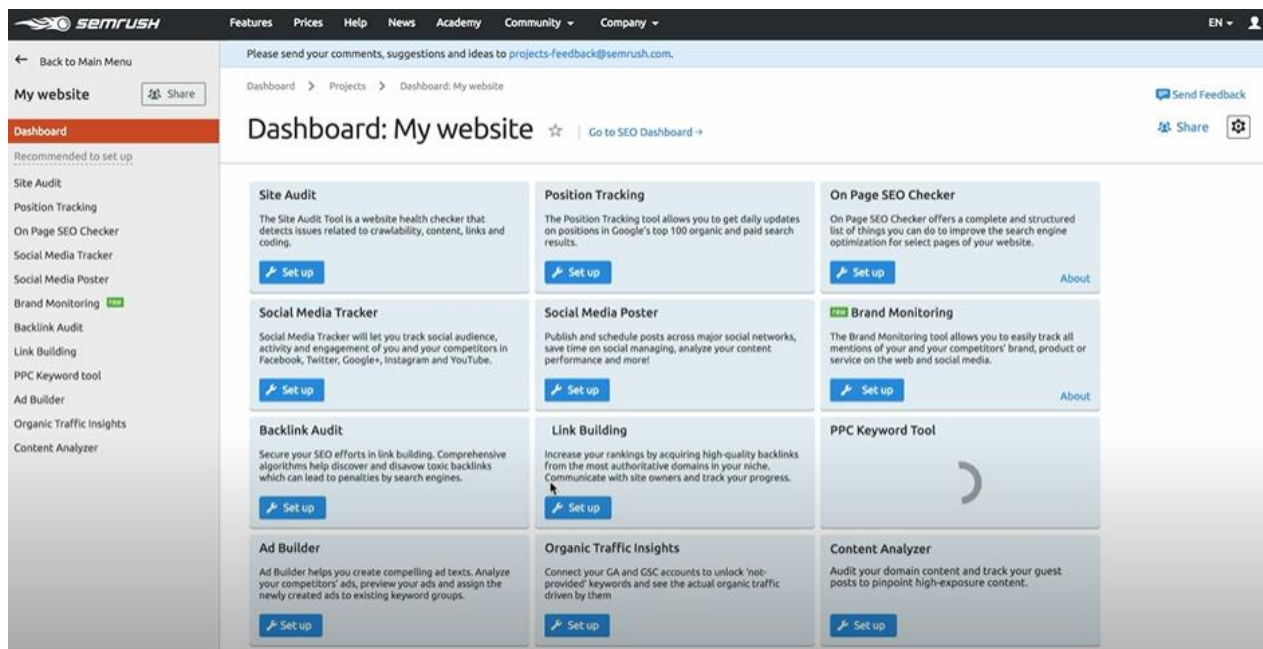 semrush
Features Prices Help News Academy Community Company EN
Back to Main Menu
My website Share
Dashboard
Recommended to set up
Site Audit
Position Tracking
On Page SEO Checker
Social Media Tracker
Social Media Poster
Brand Monitoring new
Backlink Audit
Link Building
PPC Keyword tool
Ad Builder
Organic Traffic Insights
Content Analyzer
Please send your comments, suggestions and ideas to projects-feedback@semrush.com.
Dashboard > Projects > Dashboard: My website
Send Feedback
Dashboard: My website Go to SEO Dashboard →
Share
Site Audit
The Site Audit Tool is a website health checker that
detects issues related to crawlability, content, links and
coding.
Set up
Position Tracking
The Position Tracking tool allows you to get daily updates
on positions in Google's top 100 organic and paid search
results.
Set up
On Page SEO Checker
On Page SEO Checker offers a complete and structured
list of things you can do to improve the search engine
optimization for select pages of your website.
Set up
About
Social Media Tracker
Social Media Tracker will let you track social audience,
activity and engagement of you and your competitors in
Facebook, Twitter, Google+, Instagram and YouTube.
Set up
Social Media Poster
Publish and schedule posts across major social networks,
save time on social managing, analyze your content
performance and more!
Set up
new Brand Monitoring
The Brand Monitoring tool allows you to easily track all
mentions of your and your competitors' brand, product or
service on the web and social media.
Set up
About
Backlink Audit
Secure your SEO efforts in link building. Comprehensive
algorithms help discover and disavow toxic backlinks
which can lead to penalties by search engines.
Set up
Link Building
Increase your rankings by acquiring high-quality backlinks
from the most authoritative domains in your niche.
Communicate with site owners and track your progress.
Set up
PPC Keyword Tool
Ad Builder
Ad Builder helps you create compelling ad texts. Analyze
your competitors' ads, preview your ads and assign the
newly created ads to existing keyword groups.
Set up
Organic Traffic Insights
Connect your GA and GSC accounts to unlock 'not-
provided' keywords and see the actual organic traffic
driven by them
Set up
Content Analyzer
Audit your domain content and track your guest
posts to pinpoint high-exposure content.
Set up